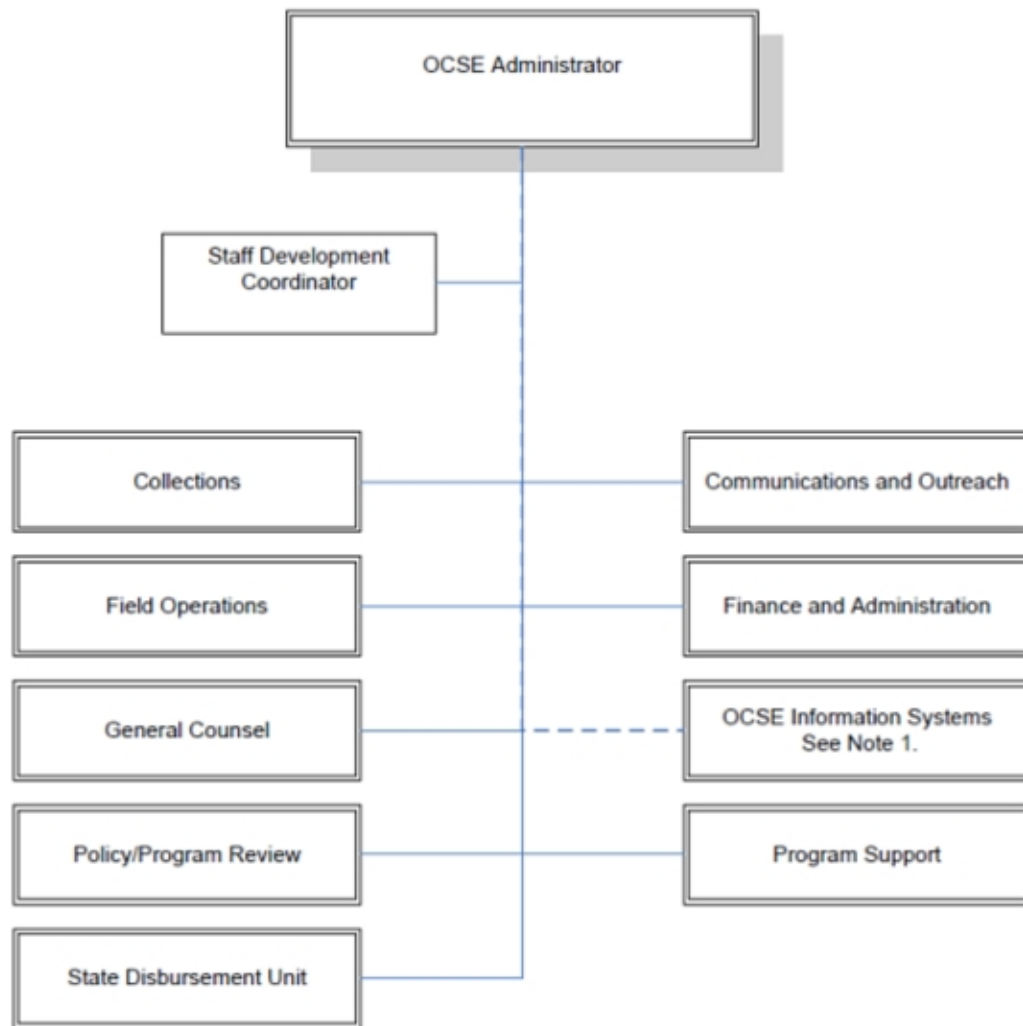 OCSE Administrator
Staff Development
Coordinator
Collections
Communications and Outreach
Field Operations
Finance and Administration
General Counsel
OCSE Information Systems
See Note 1.
Policy/Program Review
Program Support
State Disbursement Unit